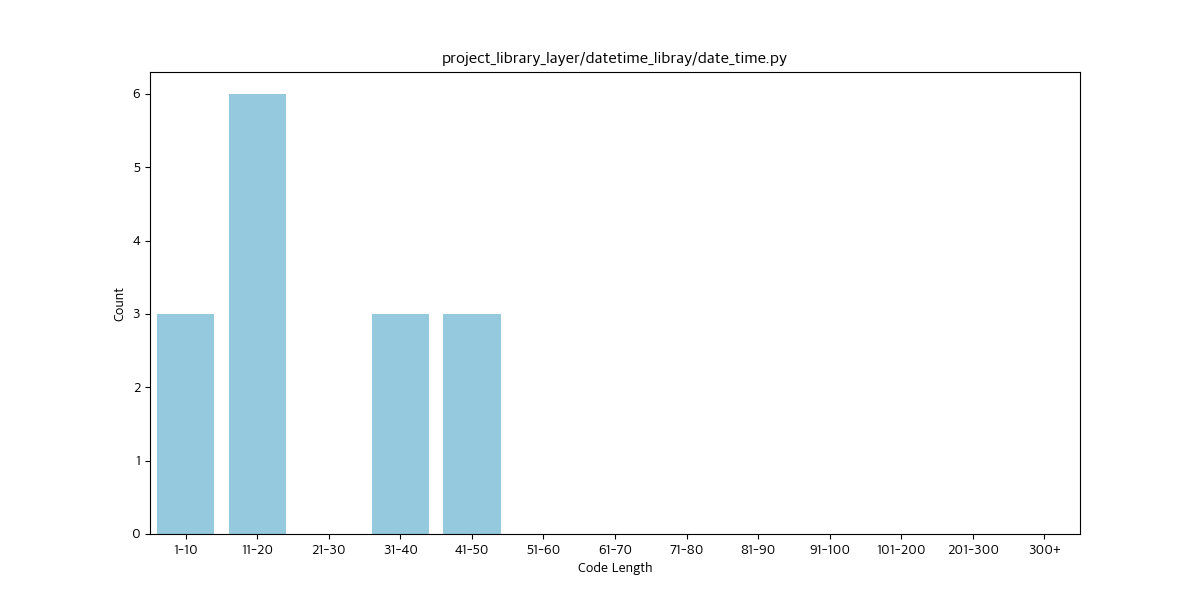 project_library_layer/datetime_libray/date_time.py
6
5
4
3
2
1
0
Count
1-10 11-20 21-30 31-40 41-50 51-60 61-70 71-80 81-90 91-100 101-200 201-300 300+
Code Length